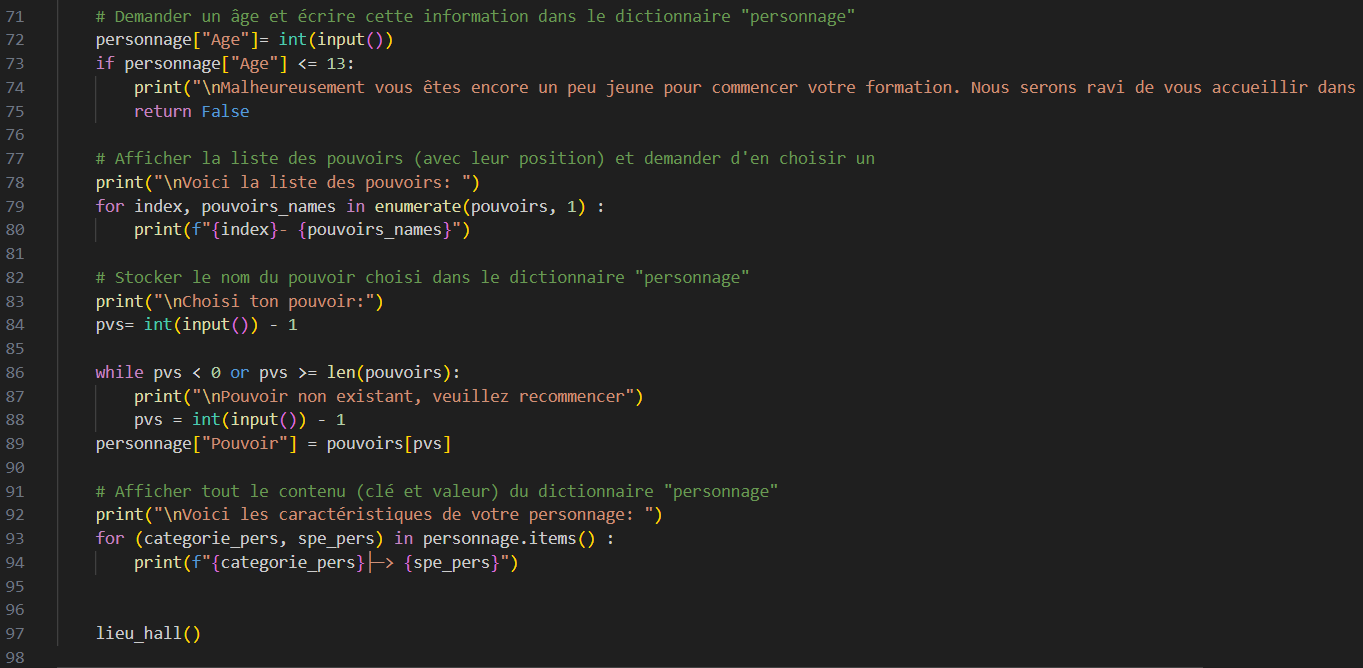 71 # Demander un âge et écrire cette information dans le dictionnaire "personnage"
72 personnage["Age"]= int(input())
73 if personnage["Age"] <= 13:
74 print("\nMalheureusement vous êtes encore un peu jeune pour commencer votre formation. Nous serons ravi de vous accueillir dans
75 return False
76
77 # Afficher la liste des pouvoirs (avec leur position) et demander d'en choisir un
78 print("\nVoici la liste des pouvoirs: ")
79 for index, pouvoirs_names in enumerate(pouvoirs, 1) :
80 print(f"{index}- {pouvoirs_names}")
81
82 # Stocker le nom du pouvoir choisi dans le dictionnaire "personnage"
83 print("\nChoisi ton pouvoir:")
84 pvs= int(input()) - 1
85
86 while pvs < 0 or pvs >= len(pouvoirs):
87 print("\nPouvoir non existant, veuillez recommencer")
88 pvs = int(input()) - 1
89 personnage["Pouvoir"] = pouvoirs[pvs]
90
91 # Afficher tout le contenu (clé et valeur) du dictionnaire "personnage"
92 print("\nVoici les caractéristiques de votre personnage: ")
93 for (categorie_pers, spe_pers) in personnage.items() :
94 print(f"{categorie_pers}├─> {spe_pers}")
95
96
97 lieu_hall()
98